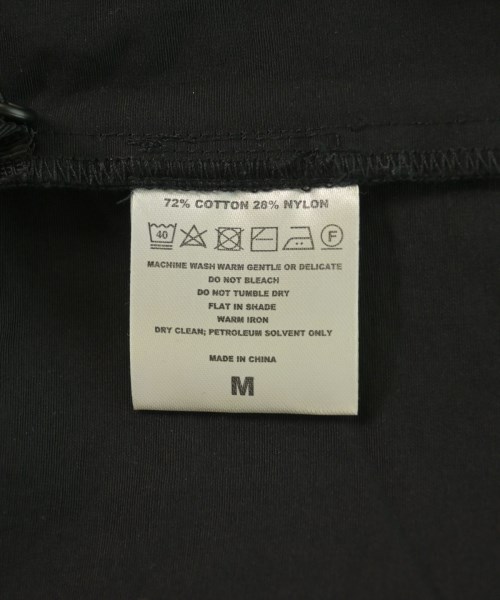 72% COTTON 28% NYLON
40 F
MACHINE WASH WARM GENTLE OR DELICATE
DO NOT BLEACH
DO NOT TUMBLE DRY
FLAT IN SHADE
WARM IRON
DRY CLEAN; PETROLEUM SOLVENT ONLY
MADE IN CHINA
M